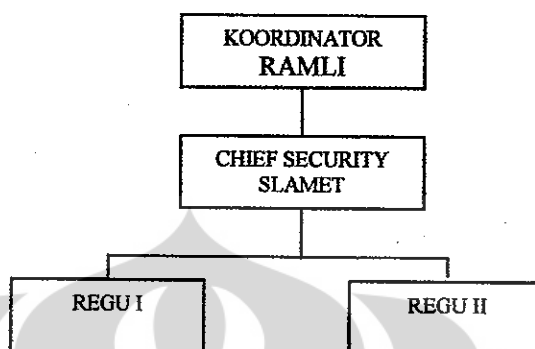 KOORDINATOR
RAMLI
CHIEF SECURITY
SLAMET
REGU I
REGU II